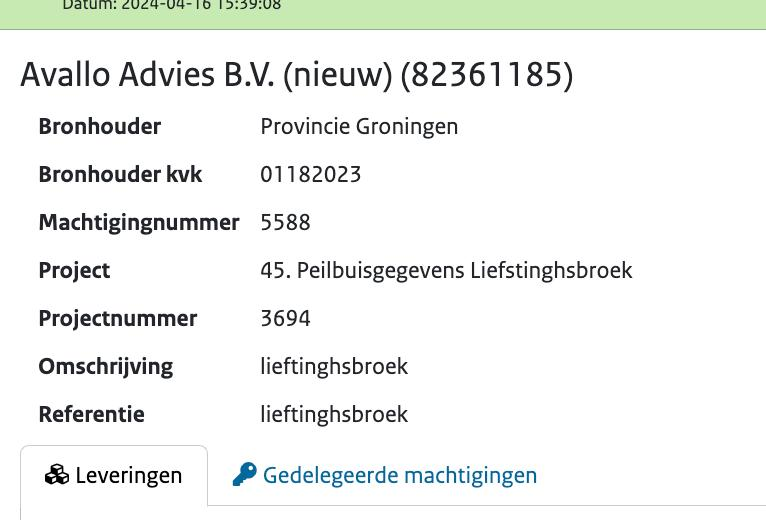 Datum: 2024-04-16 15:39:08
Avallo Advies B.V. (nieuw) (82361185)
Bronhouder Provincie Groningen
Bronhouder kvk 01182023
Machtigingnummer 5588
Project 45. Peilbuisgegevens Liefstinghsbroek
Projectnummer 3694
Omschrijving lieftinghsbroek
Referentie lieftinghsbroek
Leveringen Gedelegeerde machtigingen